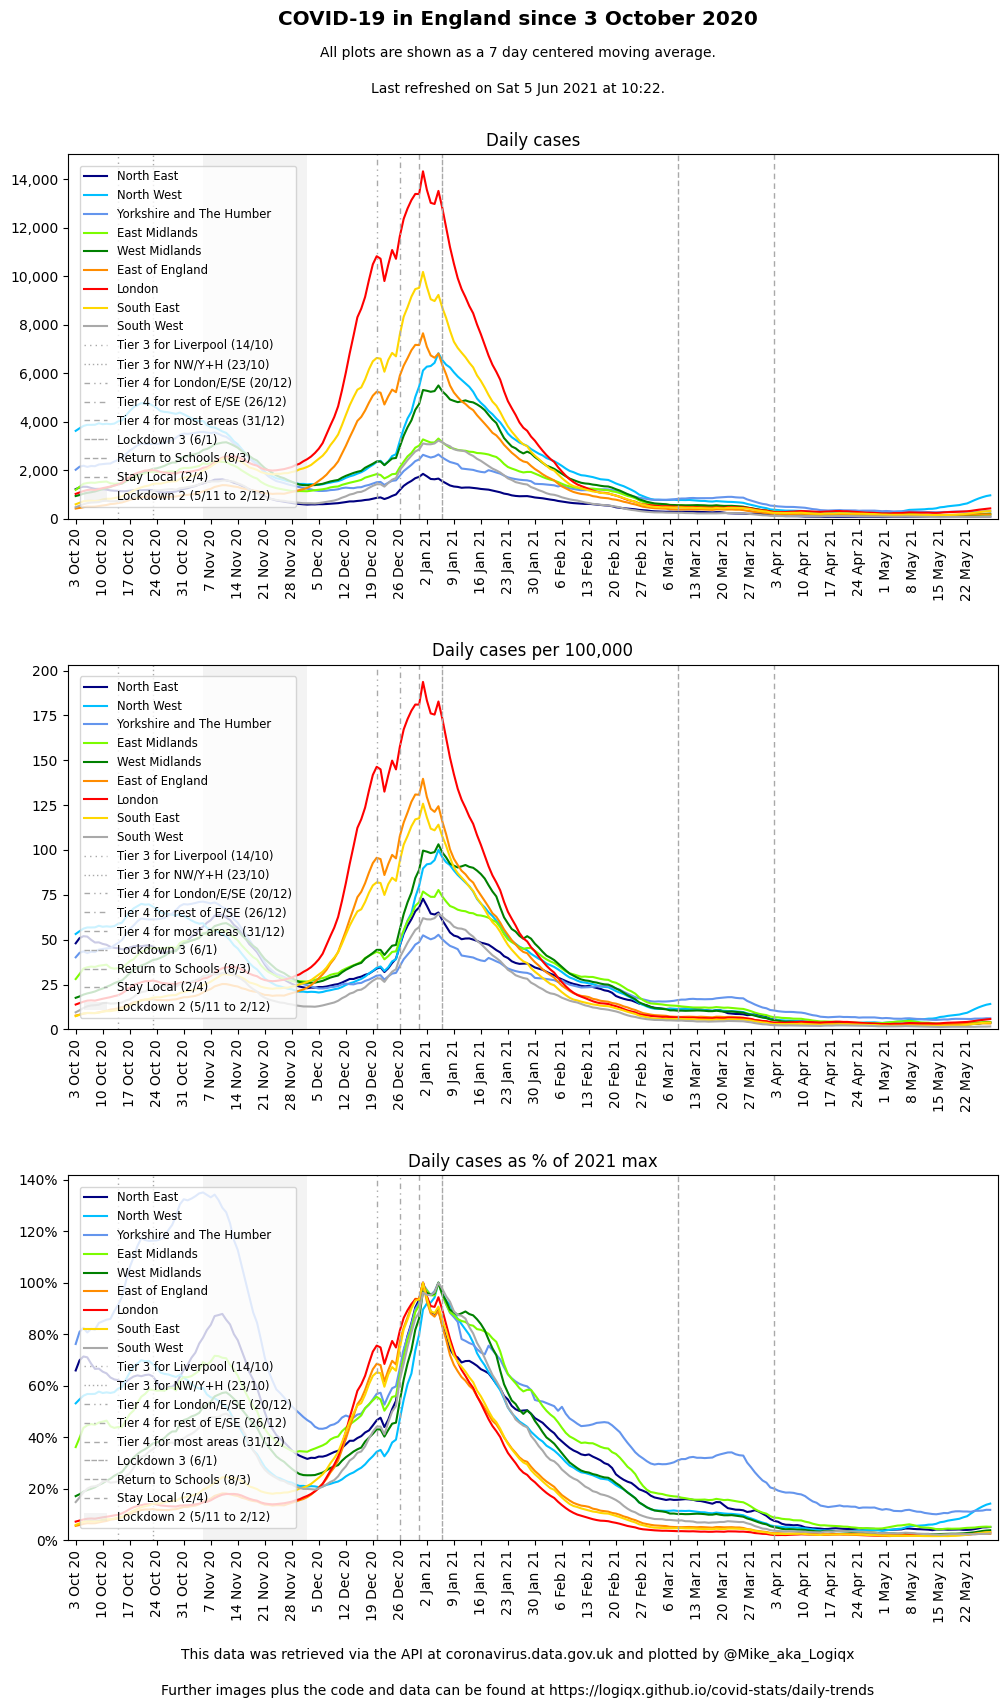 COVID-19 in England since 3 October 2020
All plots are shown as a 7 day centered moving average.
Last refreshed on Sat 5 Jun 2021 at 10:22.
Daily cases
14,000
12,000
10,000
8,000
6,000
4,000
2,000
0
North East
North West
Yorkshire and The Humber
East Midlands
West Midlands
East of England
London
South East
South West
Tier 3 for Liverpool (14/10)
Tier 3 for NW/Y+H (23/10)
Tier 4 for London/E/SE (20/12)
Tier 4 for rest of E/SE (26/12)
Tier 4 for most areas (31/12)
Lockdown 3 (6/1)
Return to Schools (8/3)
Stay Local (2/4)
Lockdown 2 (5/11 to 2/12)
3 Oct 20
10 Oct 20
17 Oct 20
24 Oct 20
31 Oct 20
7 Nov 20
14 Nov 20
21 Nov 20
28 Nov 20
5 Dec 20
12 Dec 20
19 Dec 20
26 Dec 20
2 Jan 21
9 Jan 21
16 Jan 21
23 Jan 21
30 Jan 21
6 Feb 21
13 Feb 21
20 Feb 21
27 Feb 21
6 Mar 21
13 Mar 21
20 Mar 21
27 Mar 21
3 Apr 21
10 Apr 21
17 Apr 21
24 Apr 21
1 May 21
8 May 21
15 May 21
22 May 21
Daily cases per 100,000
200
175
150
125
100
75
50
25
0
North East
North West
Yorkshire and The Humber
East Midlands
West Midlands
East of England
London
South East
South West
Tier 3 for Liverpool (14/10)
Tier 3 for NW/Y+H (23/10)
Tier 4 for London/E/SE (20/12)
Tier 4 for rest of E/SE (26/12)
Tier 4 for most areas (31/12)
Lockdown 3 (6/1)
Return to Schools (8/3)
Stay Local (2/4)
Lockdown 2 (5/11 to 2/12)
3 Oct 20
10 Oct 20
17 Oct 20
24 Oct 20
31 Oct 20
7 Nov 20
14 Nov 20
21 Nov 20
28 Nov 20
5 Dec 20
12 Dec 20
19 Dec 20
26 Dec 20
2 Jan 21
9 Jan 21
16 Jan 21
23 Jan 21
30 Jan 21
6 Feb 21
13 Feb 21
20 Feb 21
27 Feb 21
6 Mar 21
13 Mar 21
20 Mar 21
27 Mar 21
3 Apr 21
10 Apr 21
17 Apr 21
24 Apr 21
1 May 21
8 May 21
15 May 21
22 May 21
Daily cases as % of 2021 max
140%
120%
100%
80%
60%
40%
20%
0%
North East
North West
Yorkshire and The Humber
East Midlands
West Midlands
East of England
London
South East
South West
Tier 3 for Liverpool (14/10)
Tier 3 for NW/Y+H (23/10)
Tier 4 for London/E/SE (20/12)
Tier 4 for rest of E/SE (26/12)
Tier 4 for most areas (31/12)
Lockdown 3 (6/1)
Return to Schools (8/3)
Stay Local (2/4)
Lockdown 2 (5/11 to 2/12)
3 Oct 20
10 Oct 20
17 Oct 20
24 Oct 20
31 Oct 20
7 Nov 20
14 Nov 20
21 Nov 20
28 Nov 20
5 Dec 20
12 Dec 20
19 Dec 20
26 Dec 20
2 Jan 21
9 Jan 21
16 Jan 21
23 Jan 21
30 Jan 21
6 Feb 21
13 Feb 21
20 Feb 21
27 Feb 21
6 Mar 21
13 Mar 21
20 Mar 21
27 Mar 21
3 Apr 21
10 Apr 21
17 Apr 21
24 Apr 21
1 May 21
8 May 21
15 May 21
22 May 21
This data was retrieved via the API at coronavirus.data.gov.uk and plotted by @Mike_aka_Logiqx
Further images plus the code and data can be found at https://logiqx.github.io/covid-stats/daily-trends